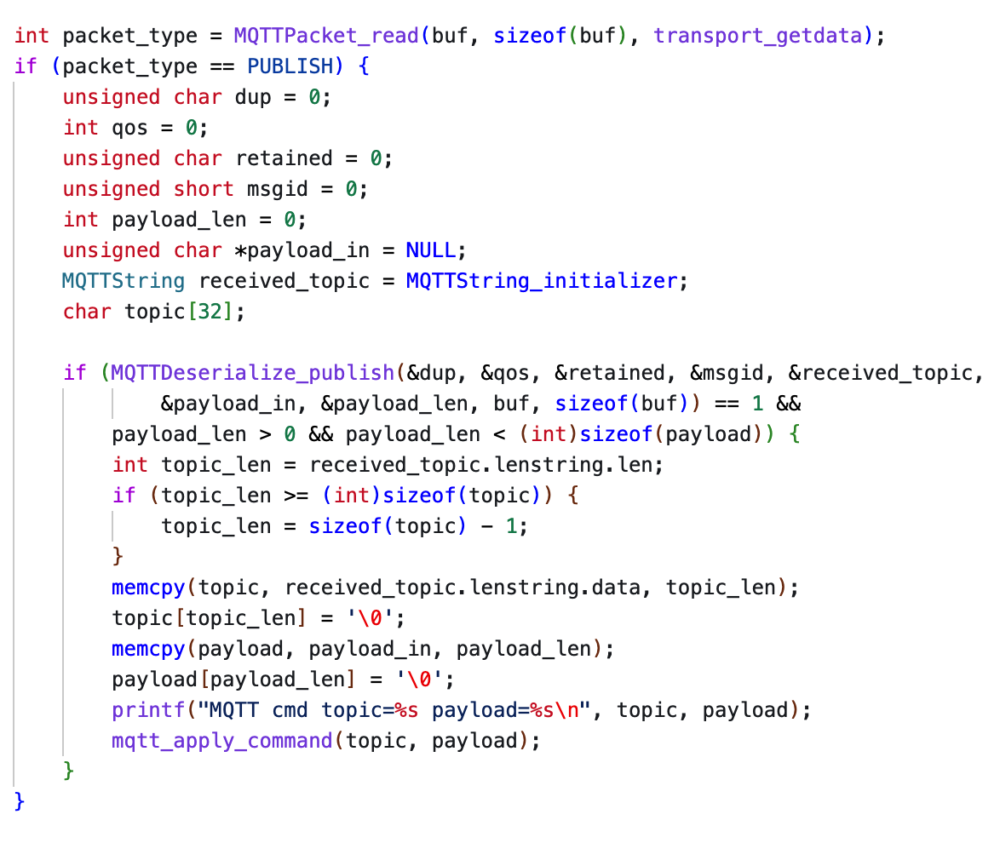 int packet_type = MQTTPacket_read(buf, sizeof(buf), transport_getdata);
if (packet_type == PUBLISH) {
    unsigned char dup = 0;
    int qos = 0;
    unsigned char retained = 0;
    unsigned short msgid = 0;
    int payload_len = 0;
    unsigned char *payload_in = NULL;
    MQTTString received_topic = MQTTString_initializer;
    char topic[32];

    if (MQTTDeserialize_publish(&dup, &qos, &retained, &msgid, &received_topic,
            &payload_in, &payload_len, buf, sizeof(buf)) == 1 &&
        payload_len > 0 && payload_len < (int)sizeof(payload)) {
        int topic_len = received_topic.lenstring.len;
        if (topic_len >= (int)sizeof(topic)) {
            topic_len = sizeof(topic) - 1;
        }
        memcpy(topic, received_topic.lenstring.data, topic_len);
        topic[topic_len] = '\0';
        memcpy(payload, payload_in, payload_len);
        payload[payload_len] = '\0';
        printf("MQTT cmd topic=%s payload=%s\n", topic, payload);
        mqtt_apply_command(topic, payload);
    }
}